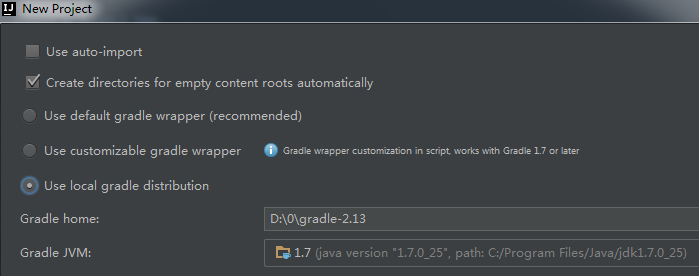 IJ New Project
Use auto-import
Create directories for empty content roots automatically
Use default gradle wrapper (recommended)
Use customizable gradle wrapper Gradle wrapper customization in script, works with Gradle 1.7 or later
Use local gradle distribution
Gradle home: D:\0\gradle-2.13
Gradle JVM: 1.7 (java version "1.7.0_25", path: C:/Program Files/Java/jdk1.7.0_25)